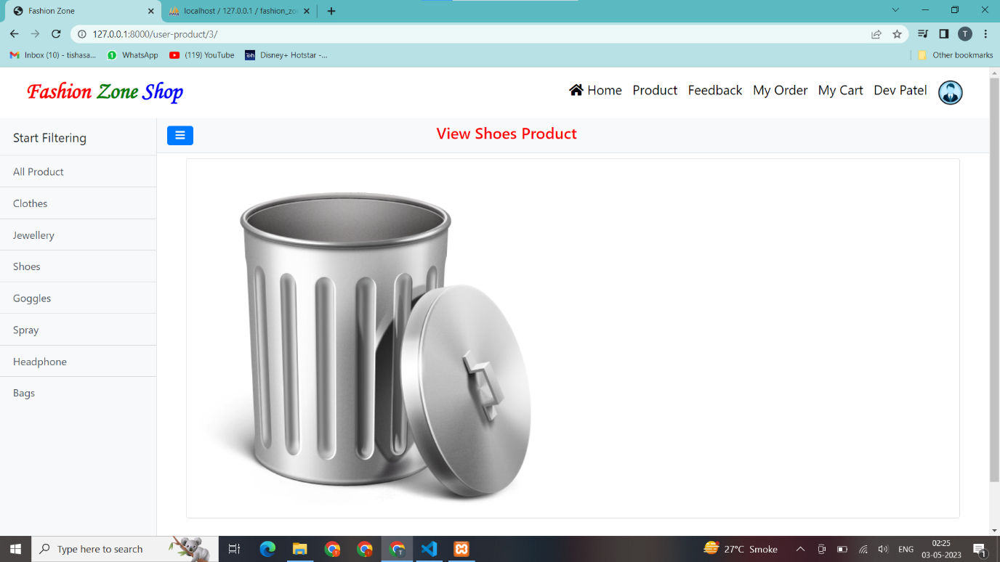 Fashion Zone
localhost / 127.0.0.1 / fashion_zo
127.0.0.1:8000/user-product/3/
T
Inbox (10) - tishasa...
WhatsApp
(119) YouTube
Disney+ Hotstar -...
Other bookmarks
Fashion Zone Shop
Home
Product
Feedback
My Order
My Cart
Dev Patel
Start Filtering
View Shoes Product
All Product
Clothes
Jewellery
Shoes
Goggles
Spray
Headphone
Bags
Type here to search
27°C Smoke
ENG
02:25
03-05-2023
1